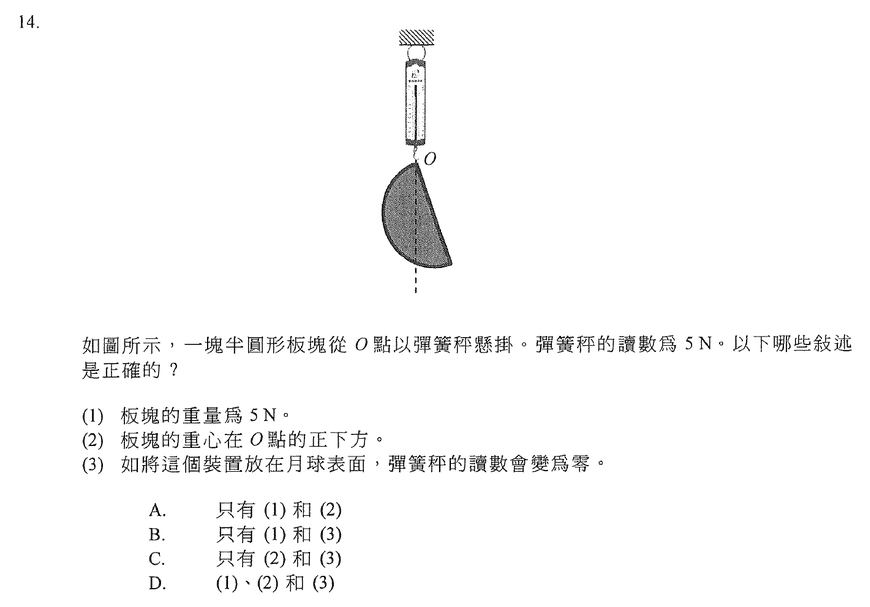 14.
O
如圖所示，一塊半圓形板塊從 O 點以彈簧秤懸掛。彈簧秤的讀數爲 5 N。以下哪些敍述
是正確的？
(1) 板塊的重量爲 5 N。
(2) 板塊的重心在 O 點的正下方。
(3) 如將這個裝置放在月球表面，彈簧秤的讀數會變爲零。
A. 只有 (1) 和 (2)
B. 只有 (1) 和 (3)
C. 只有 (2) 和 (3)
D. (1)、(2) 和 (3)